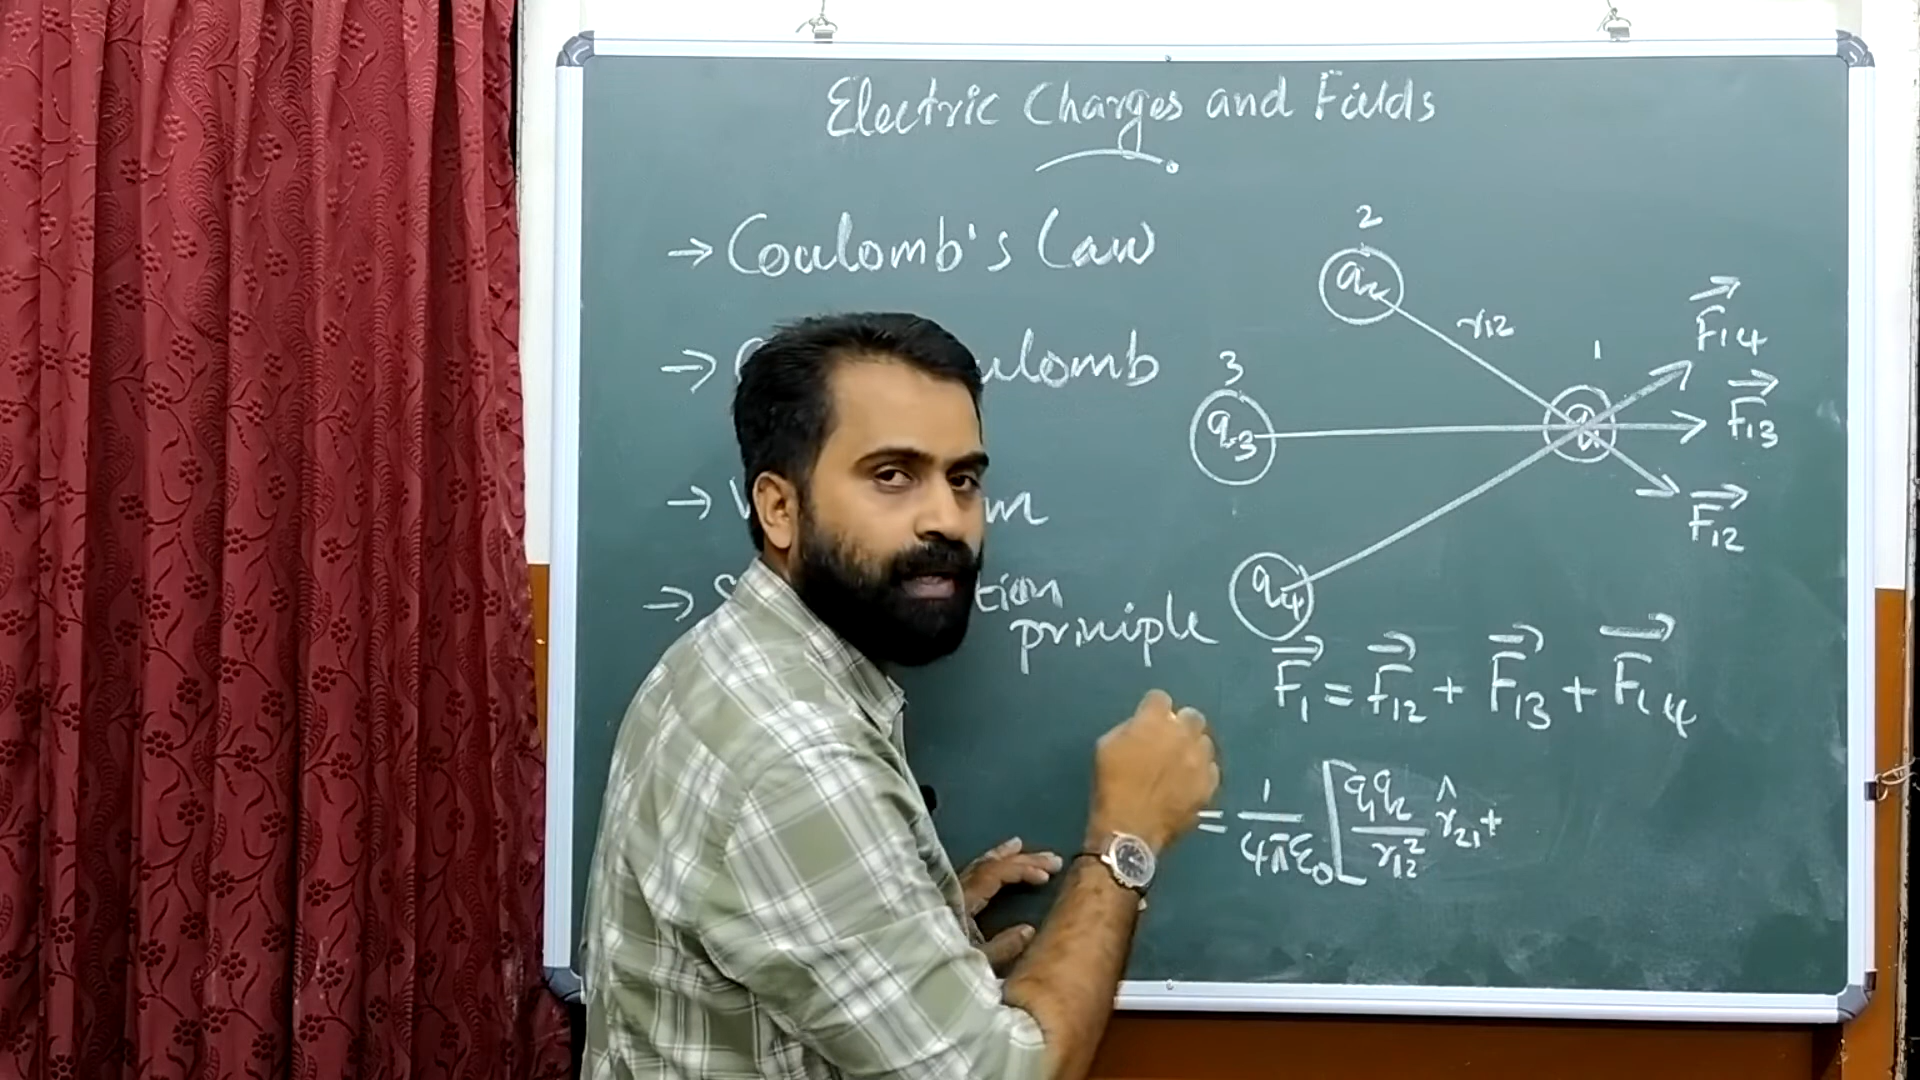 Electric Charges and Fields
→ Coulomb's Law
→ ulomb
→
→ tion
principle
2
q2
r12
3
q3
1
q1
q4
F14
F13
F12
F1 = F12 + F13 + F14
= 1/4πε0 [ q1q2/r12² r̂21 +